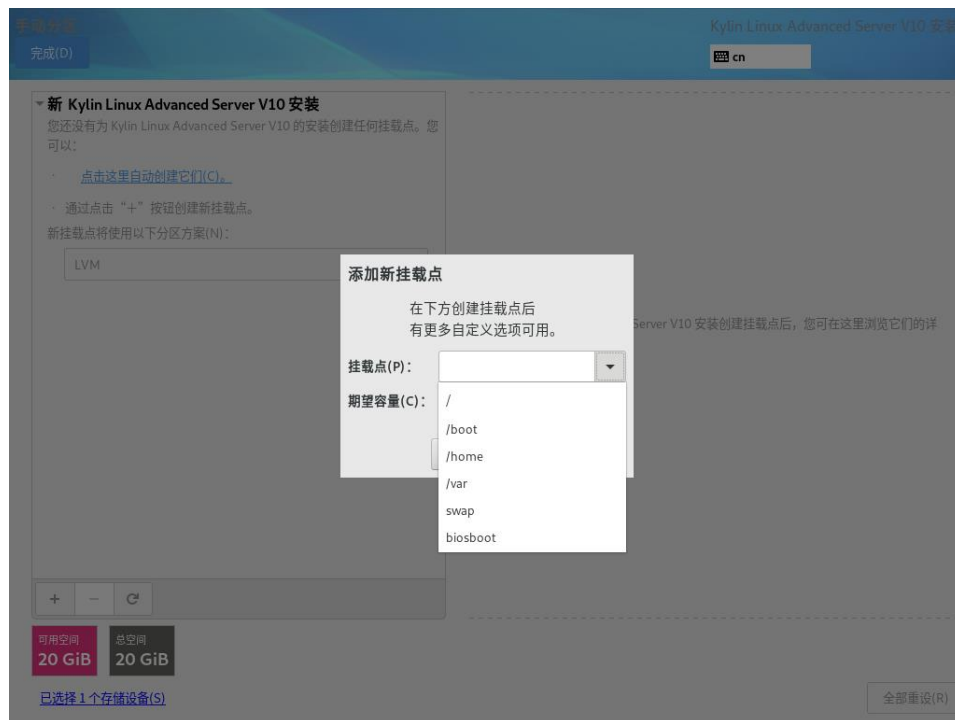 手动分区
Kylin Linux Advanced Server V10 安装
完成(D)
cn
新 Kylin Linux Advanced Server V10 安装
您还没有为 Kylin Linux Advanced Server V10 的安装创建任何挂载点。您
可以：
· 点击这里自动创建它们(C)。
· 通过点击“+”按钮创建新挂载点。
新挂载点将使用以下分区方案(N)：
LVM
添加新挂载点
在下方创建挂载点后
有更多自定义选项可用。
Server V10 安装创建挂载点后，您可在这里浏览它们的详
挂载点(P)：
期望容量(C)：
/
/boot
/home
/var
swap
biosboot
+ −
可用空间
20 GiB
总空间
20 GiB
已选择 1 个存储设备(S)
全部重设(R)